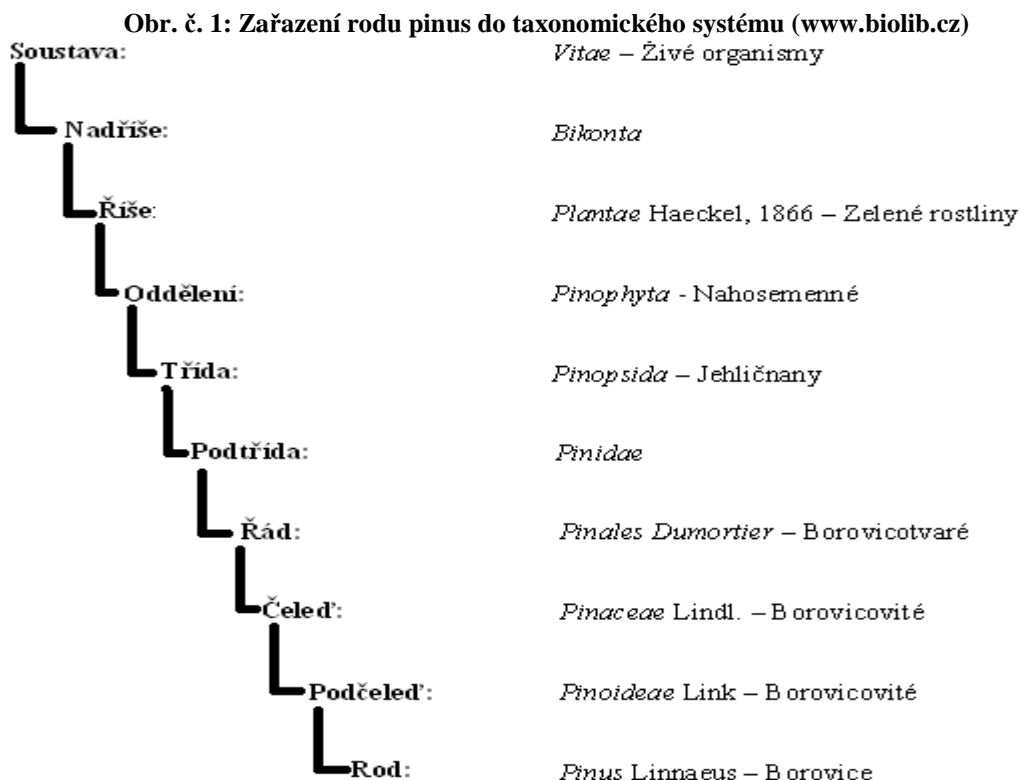 Obr. č. 1: Zařazení rodu pinus do taxonomického systému (www.biolib.cz)
Soustava: Vitae – Živé organismy
Nadříše: Bikonta
Říše: Plantae Haeckel, 1866 – Zelené rostliny
Oddělení: Pinophyta - Nahosemenné
Třída: Pinopsida – Jehličnany
Podtřída: Pinidae
Řád: Pinales Dumortier – Borovicotvaré
Čeleď: Pinaceae Lindl. – Borovicovité
Podčeleď: Pinoideae Link – Borovicovité
Rod: Pinus Linnaeus – Borovice